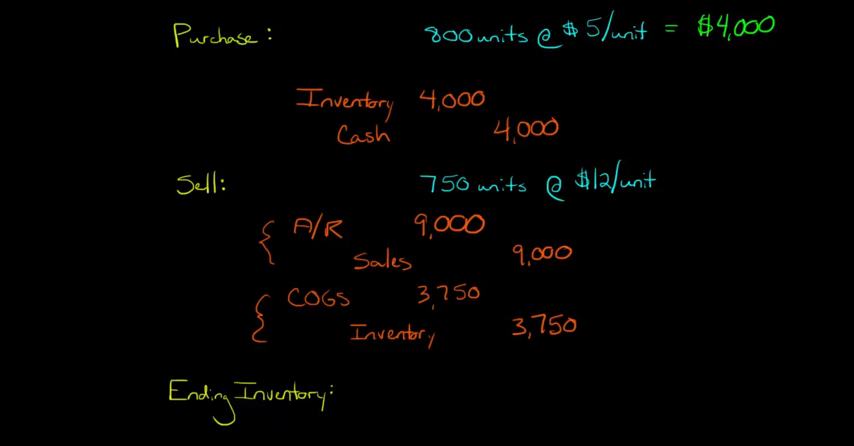 Purchase: 800 units @ $5/unit = $4,000
Inventory 4,000
Cash 4,000
Sell: 750 units @ $12/unit
A/R 9,000
Sales 9,000
COGS 3,750
Inventory 3,750
Ending Inventory: